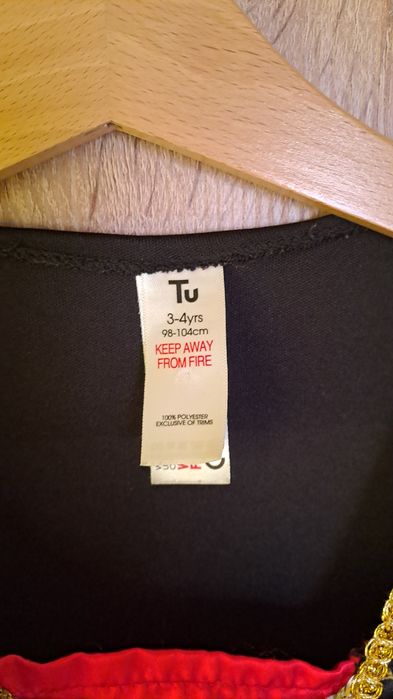 Tu
3-4yrs
98-104cm
KEEP AWAY
FROM FIRE
100% POLYESTER
EXCLUSIVE OF TRIMS